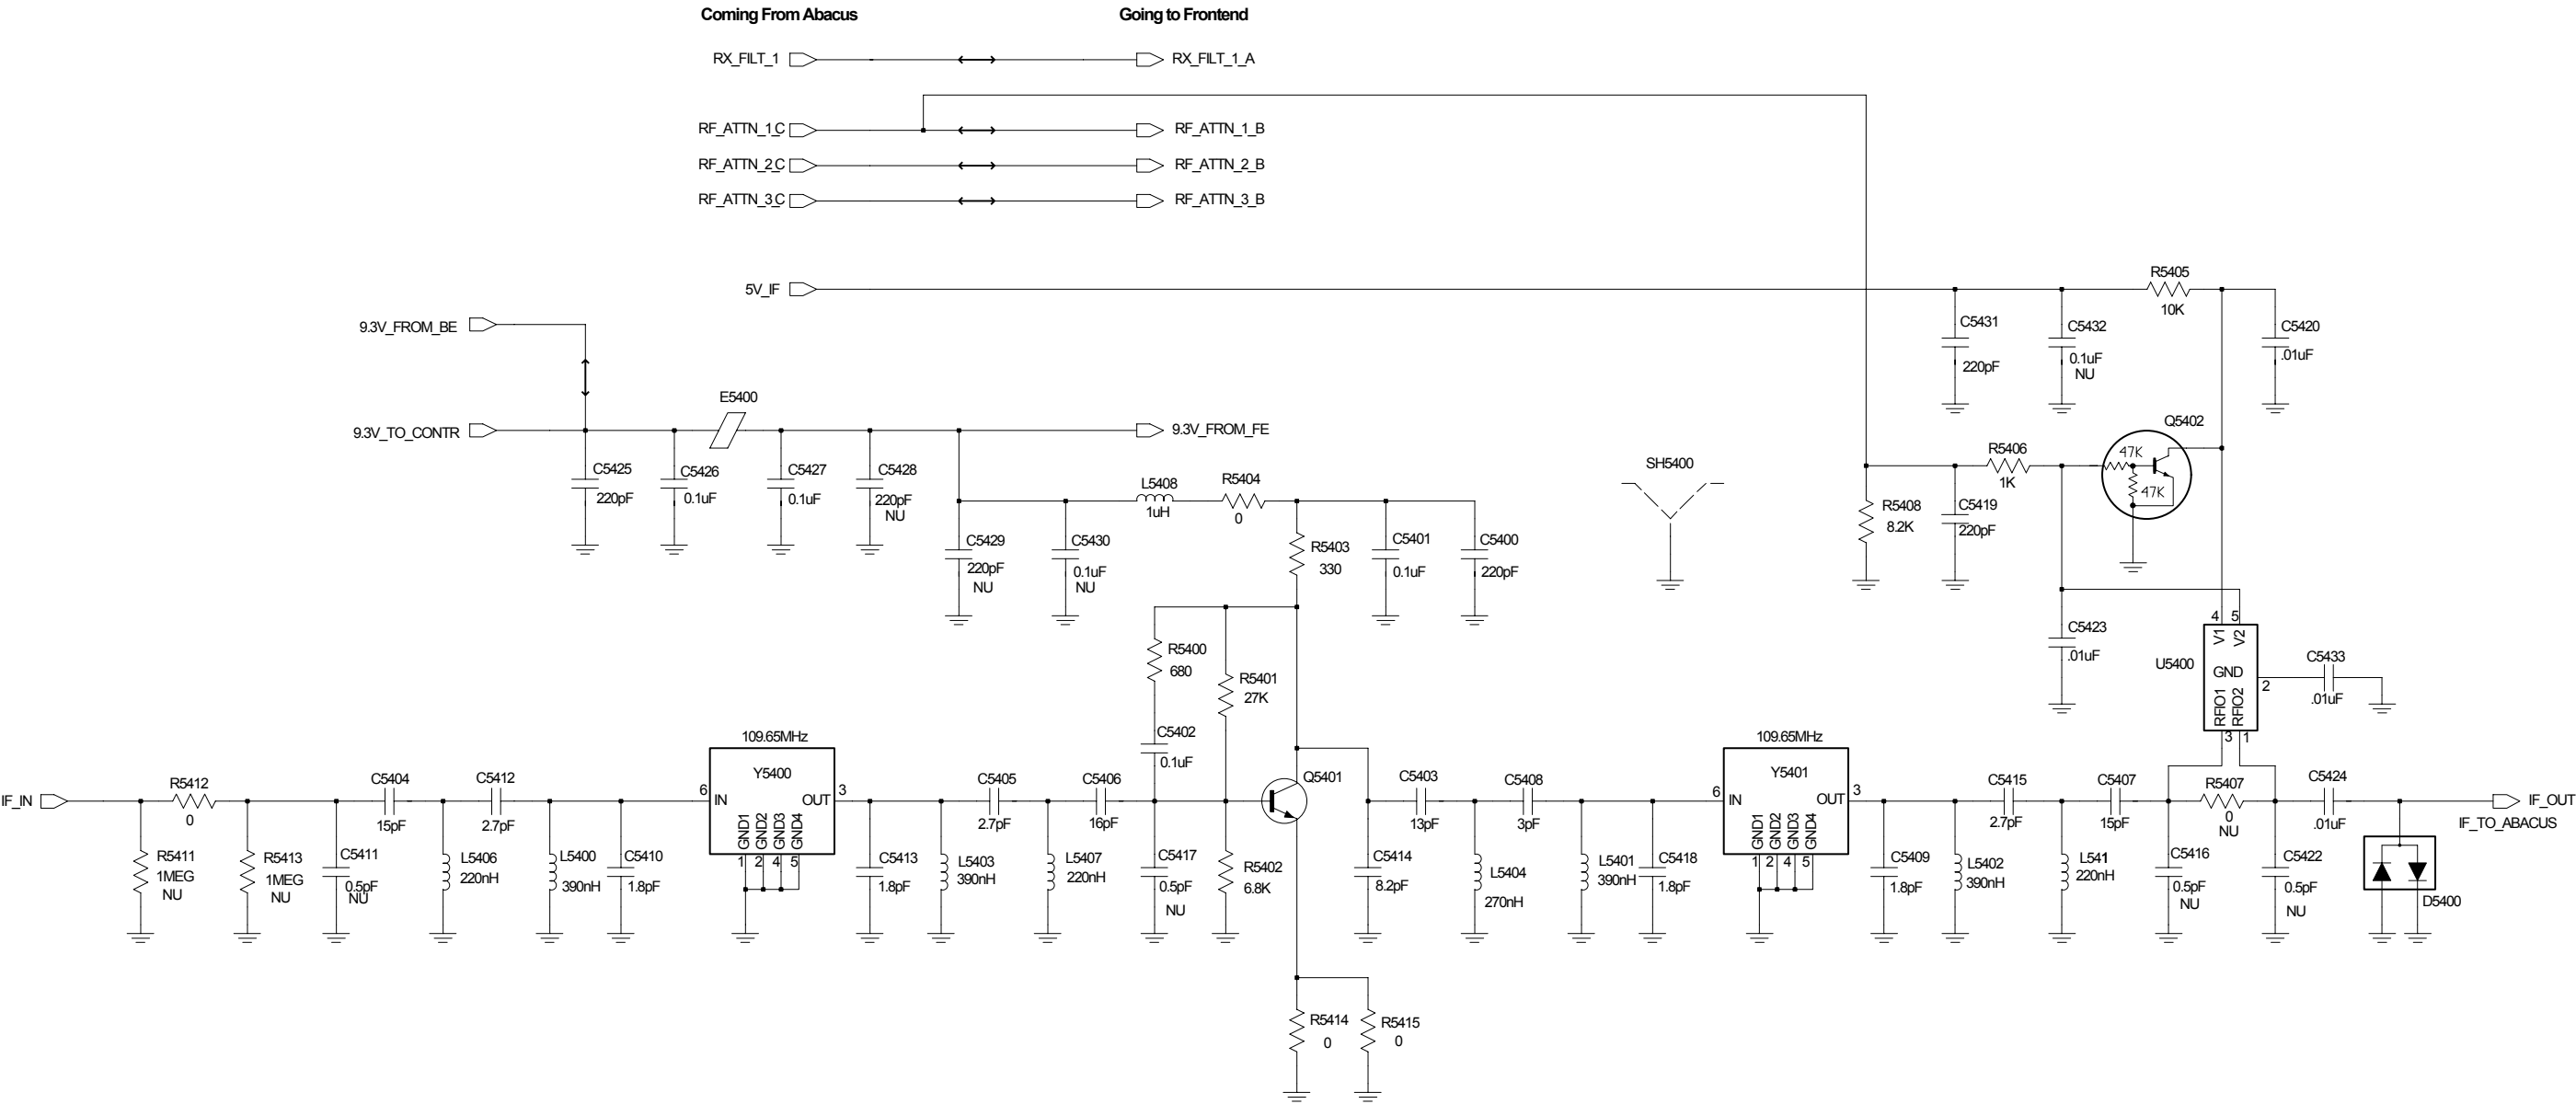 Coming From Abacus
Going to Frontend
RX_FILT_1
RX_FILT_1_A
RF_ATTN_1_C
RF_ATTN_1_B
RF_ATTN_2_C
RF_ATTN_2_B
RF_ATTN_3_C
RF_ATTN_3_B
5V_IF
R5405
10K
C5431
220pF
C5432
0.1uF
NU
C5420
.01uF
9.3V_FROM_BE
9.3V_TO_CONTR
E5400
9.3V_FROM_FE
C5425
220pF
C5426
0.1uF
C5427
0.1uF
C5428
220pF
NU
L5408
1uH
R5404
0
C5429
220pF
NU
C5430
0.1uF
NU
R5403
330
C5401
0.1uF
C5400
220pF
SH5400
R5406
1K
Q5402
47K
47K
R5408
8.2K
C5419
220pF
C5423
.01uF
4
5
V1
V2
U5400
GND
2
RFIO1
RFIO2
3
1
C5433
.01uF
R5400
680
R5401
27K
C5402
0.1uF
IF_IN
R5412
0
R5411
1MEG
NU
R5413
1MEG
NU
C5411
0.5pF
NU
C5404
15pF
L5406
220nH
C5412
2.7pF
L5400
390nH
C5410
1.8pF
109.65MHz
Y5400
6
IN
OUT
3
GND1
GND2
GND3
GND4
1
2
4
5
C5413
1.8pF
L5403
390nH
C5405
2.7pF
L5407
220nH
C5406
16pF
C5417
0.5pF
NU
R5402
6.8K
Q5401
C5414
8.2pF
C5403
13pF
L5404
270nH
C5408
3pF
L5401
390nH
C5418
1.8pF
109.65MHz
Y5401
6
IN
OUT
3
GND1
GND2
GND3
GND4
1
2
4
5
C5409
1.8pF
L5402
390nH
C5415
2.7pF
L541
220nH
C5407
15pF
C5416
0.5pF
NU
R5407
0
NU
C5422
0.5pF
NU
C5424
.01uF
D5400
IF_OUT
IF_TO_ABACUS
R5414
0
R5415
0